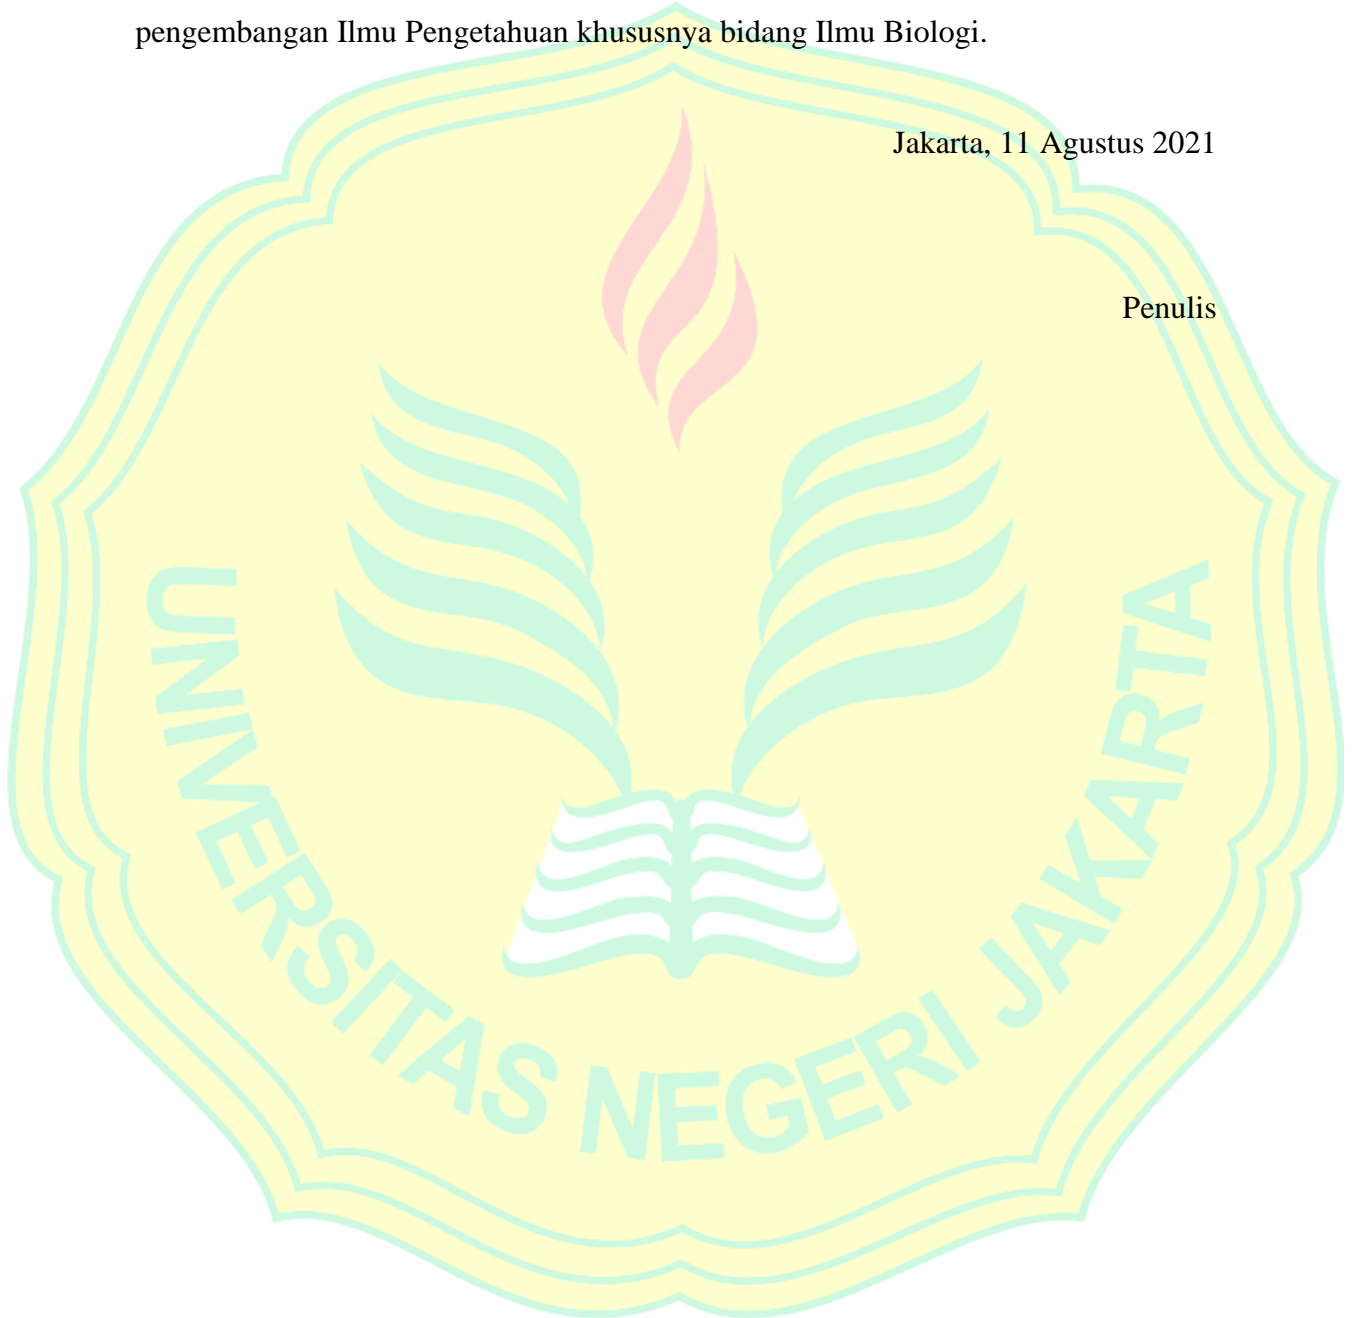 pengembangan Ilmu Pengetahuan khususnya bidang Ilmu Biologi.
Jakarta, 11 Agustus 2021
Penulis
UNIVERSITAS NEGERI JAKARTA